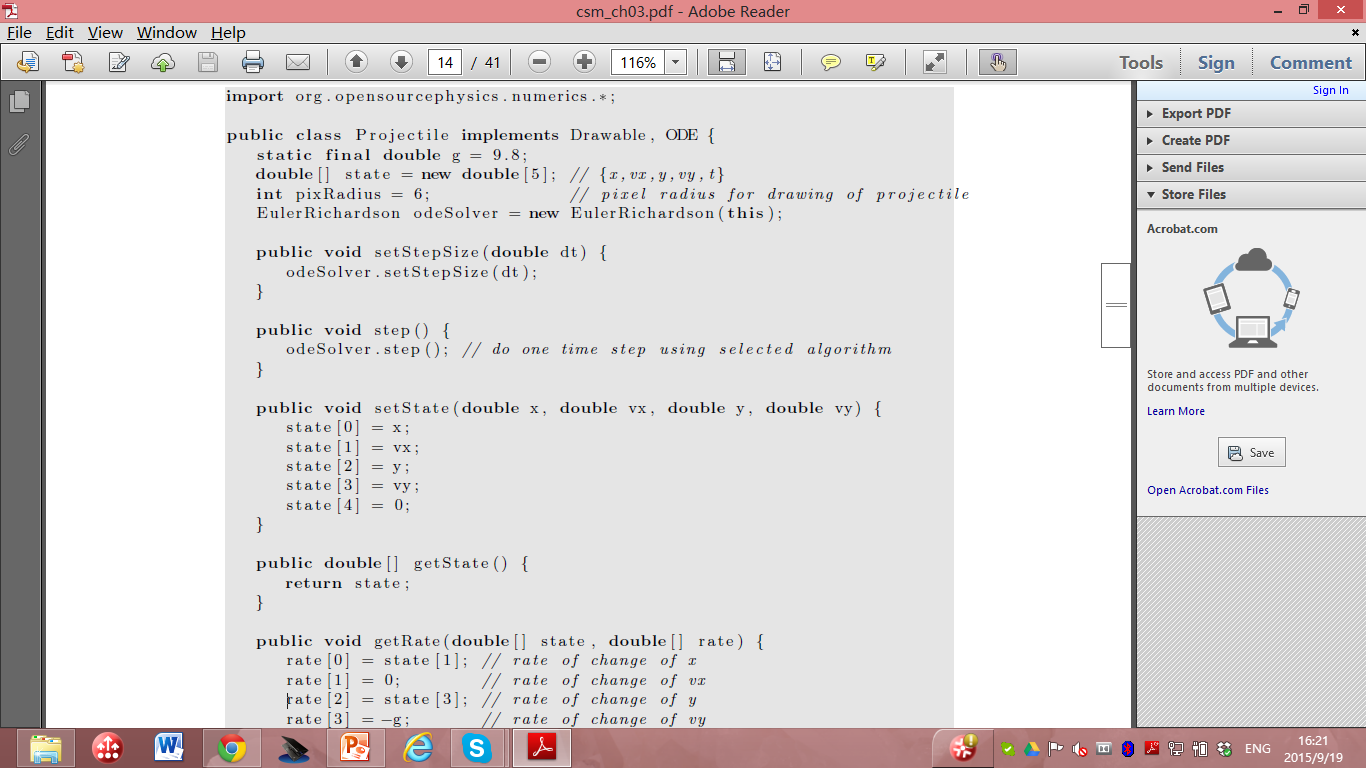 csm_ch03.pdf - Adobe Reader
File Edit View Window Help
14 / 41 116% Tools Sign Comment
Sign In
Export PDF
Create PDF
Send Files
Store Files
Acrobat.com
Store and access PDF and other
documents from multiple devices.
Learn More
Save
Open Acrobat.com Files
import org.opensourcephysics.numerics.*;
public class Projectile implements Drawable, ODE {
static final double g = 9.8;
double[] state = new double[5]; // {x,vx,y,vy,t}
int pixRadius = 6; // pixel radius for drawing of projectile
EulerRichardson odeSolver = new EulerRichardson(this);
public void setStepSize(double dt) {
odeSolver.setStepSize(dt);
}
public void step() {
odeSolver.step(); // do one time step using selected algorithm
}
public void setState(double x, double vx, double y, double vy) {
state[0] = x;
state[1] = vx;
state[2] = y;
state[3] = vy;
state[4] = 0;
}
public double[] getState() {
return state;
}
public void getRate(double[] state, double[] rate) {
rate[0] = state[1]; // rate of change of x
rate[1] = 0; // rate of change of vx
rate[2] = state[3]; // rate of change of y
rate[3] = −g; // rate of change of vy
ENG
16:21
2015/9/19